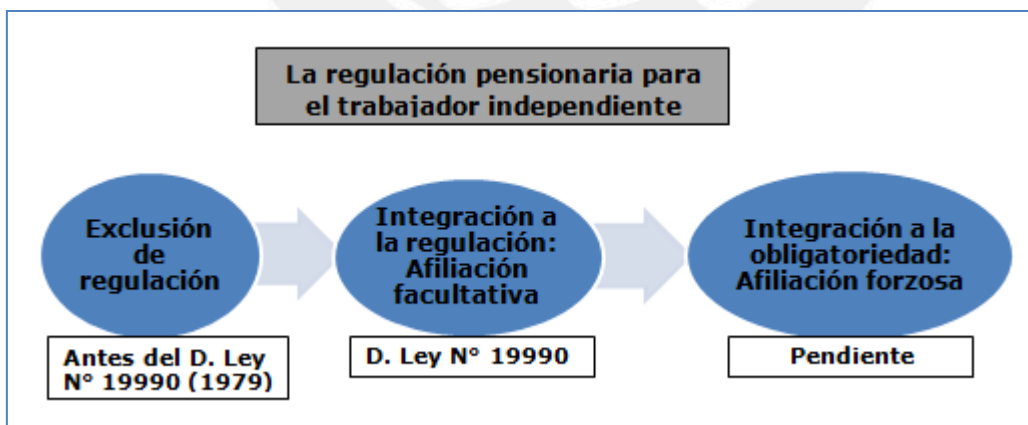 La regulación pensionaria para
el trabajador independiente
Exclusión
de
regulación
Integración a
la regulación:
Afiliación
facultativa
Integración a la
obligatoriedad:
Afiliación forzosa
Antes del D. Ley
N° 19990 (1979)
D. Ley N° 19990
Pendiente